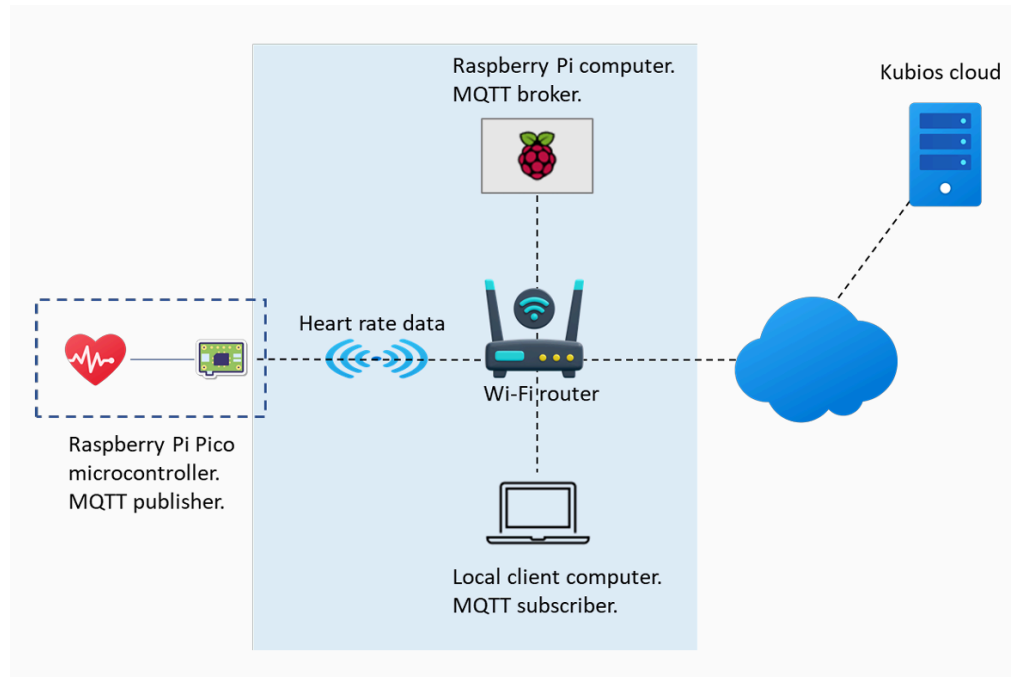 Raspberry Pi computer.
MQTT broker.
Kubios cloud
Heart rate data
Wi-Fi router
Raspberry Pi Pico
microcontroller.
MQTT publisher.
Local client computer.
MQTT subscriber.